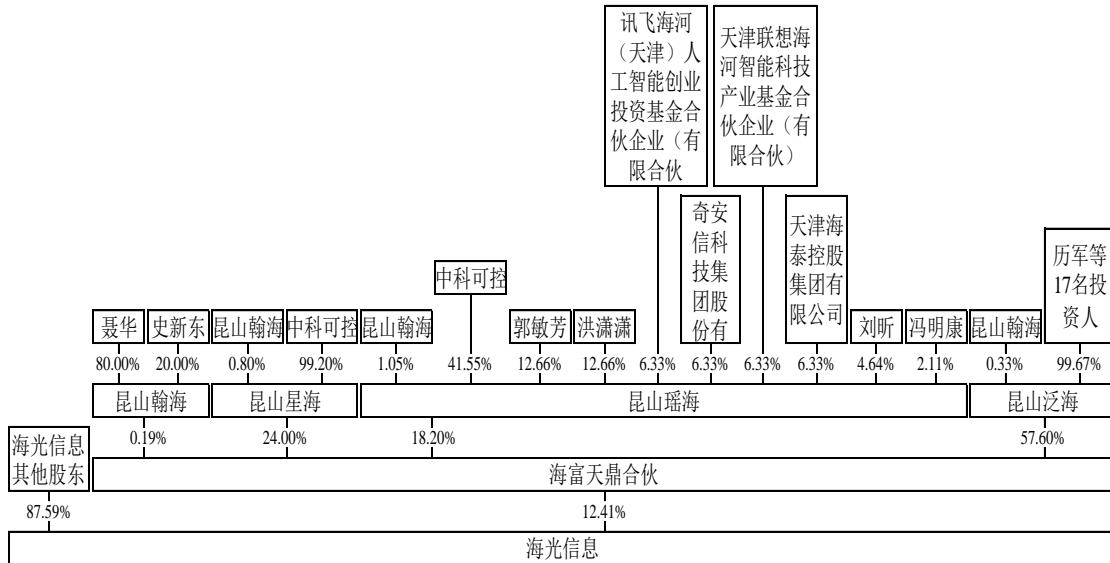 讯飞海河
（天津）人
工智能创业
投资基金合
伙企业（有
限合伙
天津联想海
河智能科技
产业基金合
伙企业（有
限合伙）
奇安
信科
技集
团股
份有
天津海
泰控股
集团有
限公司
历军等
17名投
资人
中科可控
聂华
史新东
昆山翰海
中科可控
昆山翰海
郭敏芳
洪潇潇
刘昕
冯明康
昆山翰海
80.00%
20.00%
0.80%
99.20%
1.05%
41.55%
12.66%
12.66%
6.33%
6.33%
6.33%
6.33%
4.64%
2.11%
0.33%
99.67%
昆山翰海
昆山星海
昆山瑶海
昆山泛海
0.19%
24.00%
18.20%
57.60%
海光信息
其他股东
海富天鼎合伙
87.59%
12.41%
海光信息